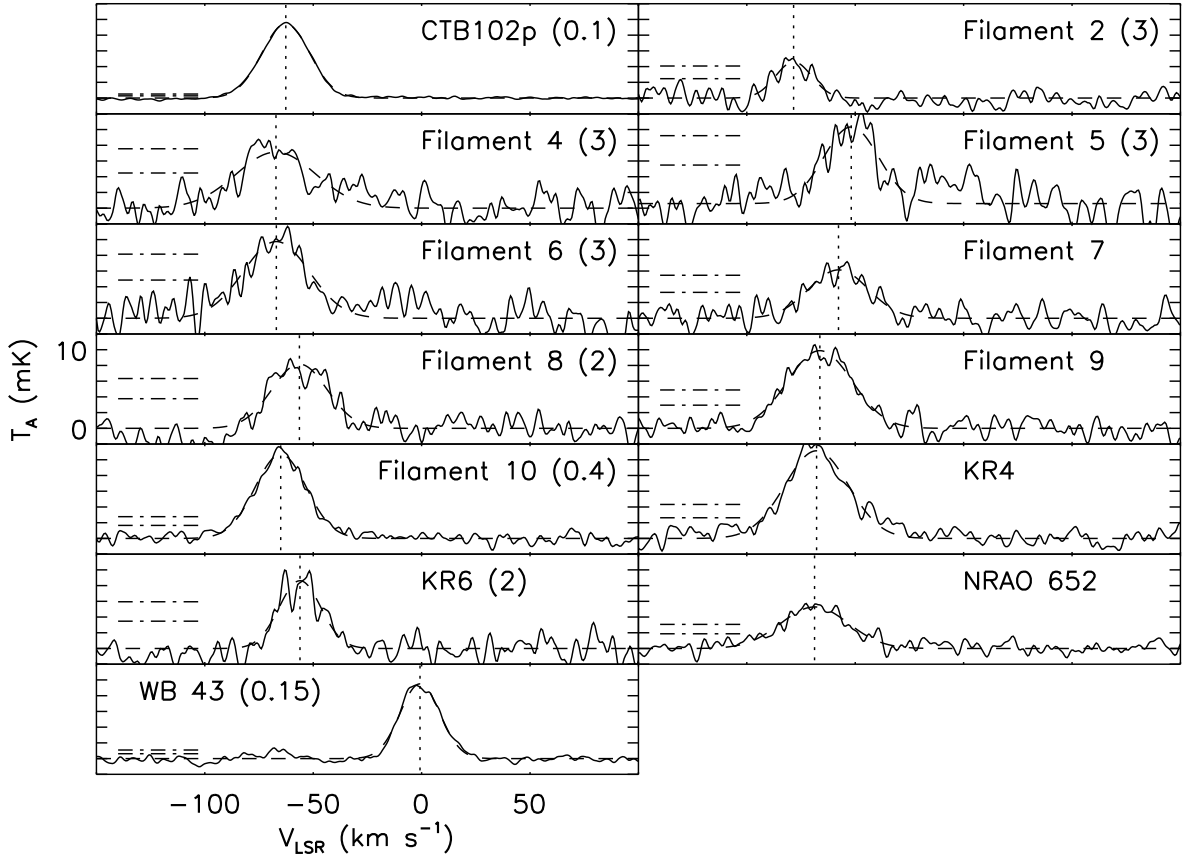 CTB102p (0.1)
Filament 2 (3)
Filament 4 (3)
Filament 5 (3)
Filament 6 (3)
Filament 7
Filament 8 (2)
Filament 9
Filament 10 (0.4)
KR4
KR6 (2)
NRAO 652
WB 43 (0.15)
10
0
T_A (mK)
−100 −50 0 50
V_LSR (km s⁻¹)